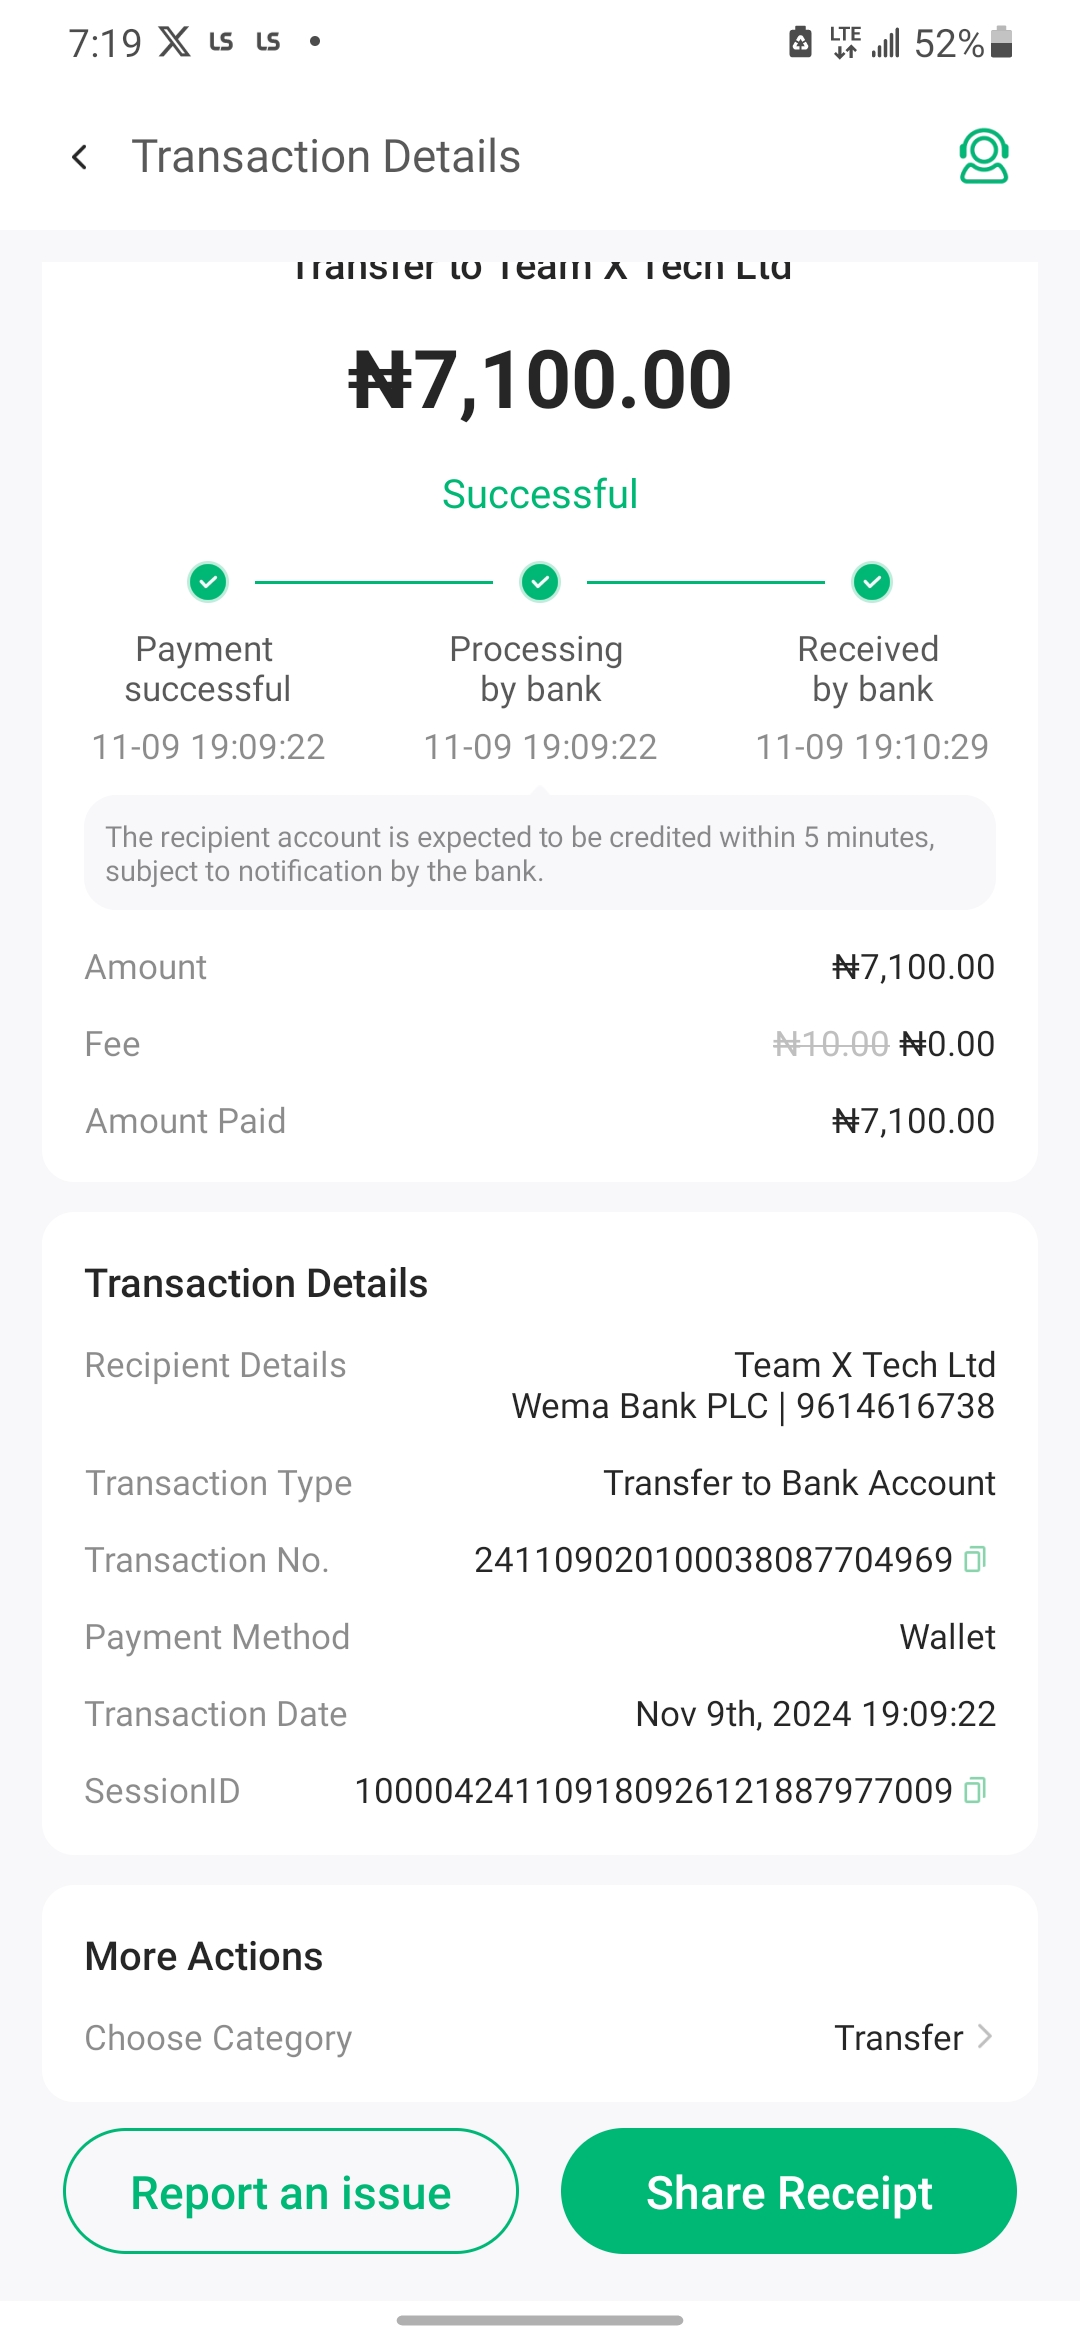 7:19 X LS LS • LTE 52%
Transaction Details
Transfer to Team X Tech Ltd
₦7,100.00
Successful
Payment successful
Processing by bank
Received by bank
11-09 19:09:22
11-09 19:09:22
11-09 19:10:29
The recipient account is expected to be credited within 5 minutes,
subject to notification by the bank.
Amount ₦7,100.00
Fee ₦10.00 ₦0.00
Amount Paid ₦7,100.00
Transaction Details
Recipient Details Team X Tech Ltd
Wema Bank PLC | 9614616738
Transaction Type Transfer to Bank Account
Transaction No. 241109020100038087704969
Payment Method Wallet
Transaction Date Nov 9th, 2024 19:09:22
SessionID 100004241109180926121887977009
More Actions
Choose Category Transfer
Report an issue
Share Receipt